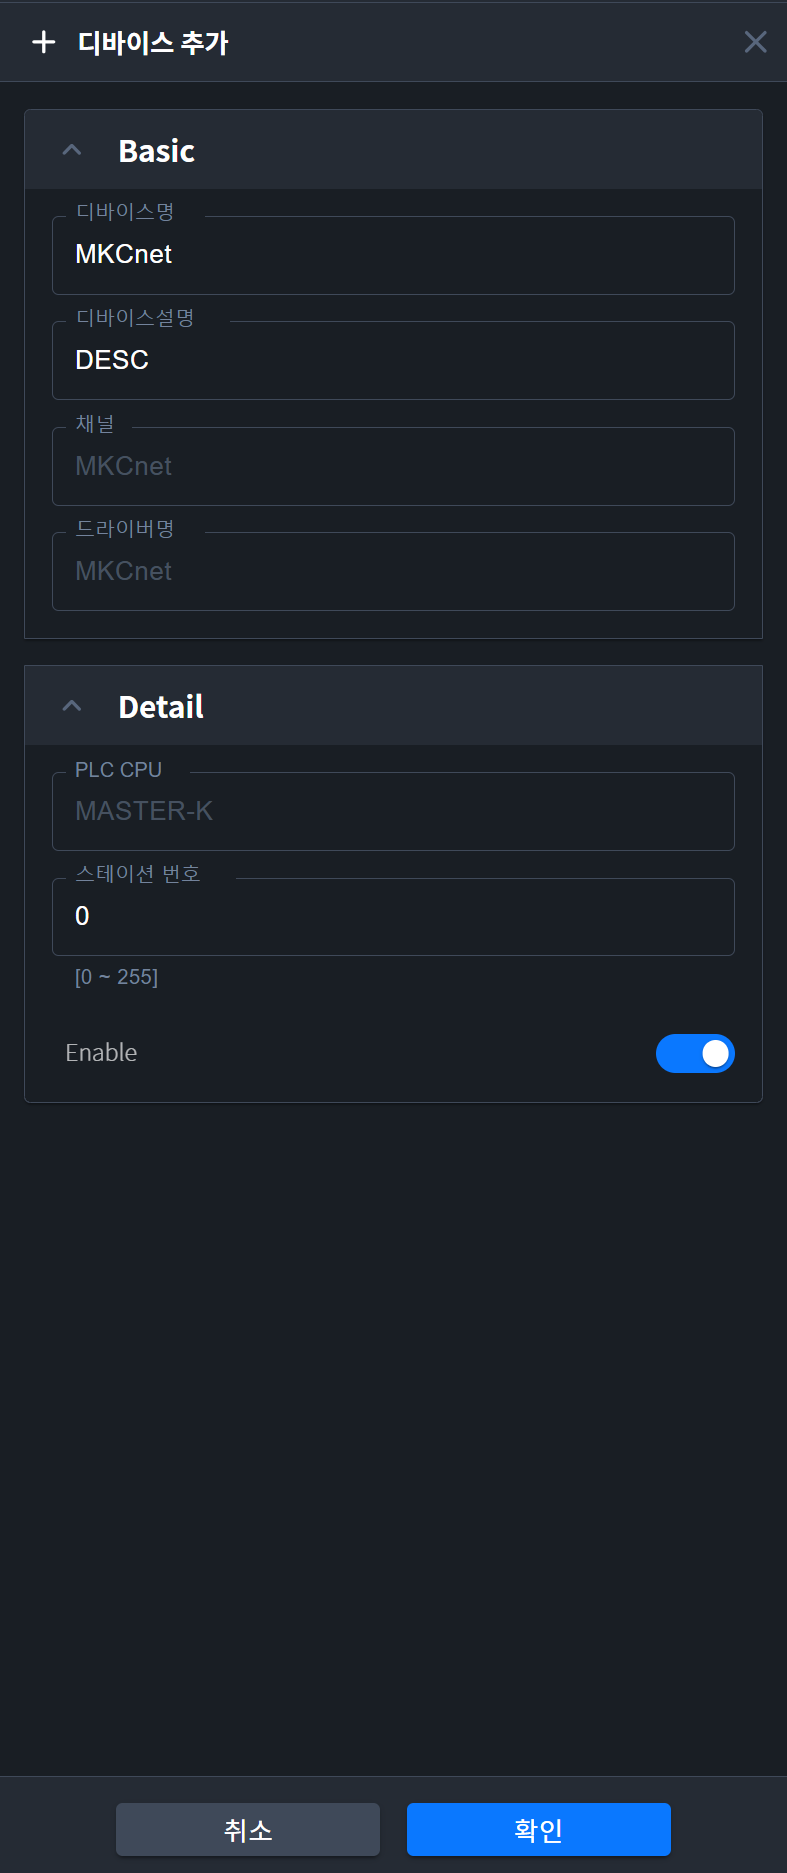 디바이스 추가
Basic
디바이스명
MKCnet
디바이스설명
DESC
채널
MKCnet
드라이버명
MKCnet
Detail
PLC CPU
MASTER-K
스테이션 번호
0
[0 ~ 255]
Enable
취소 확인